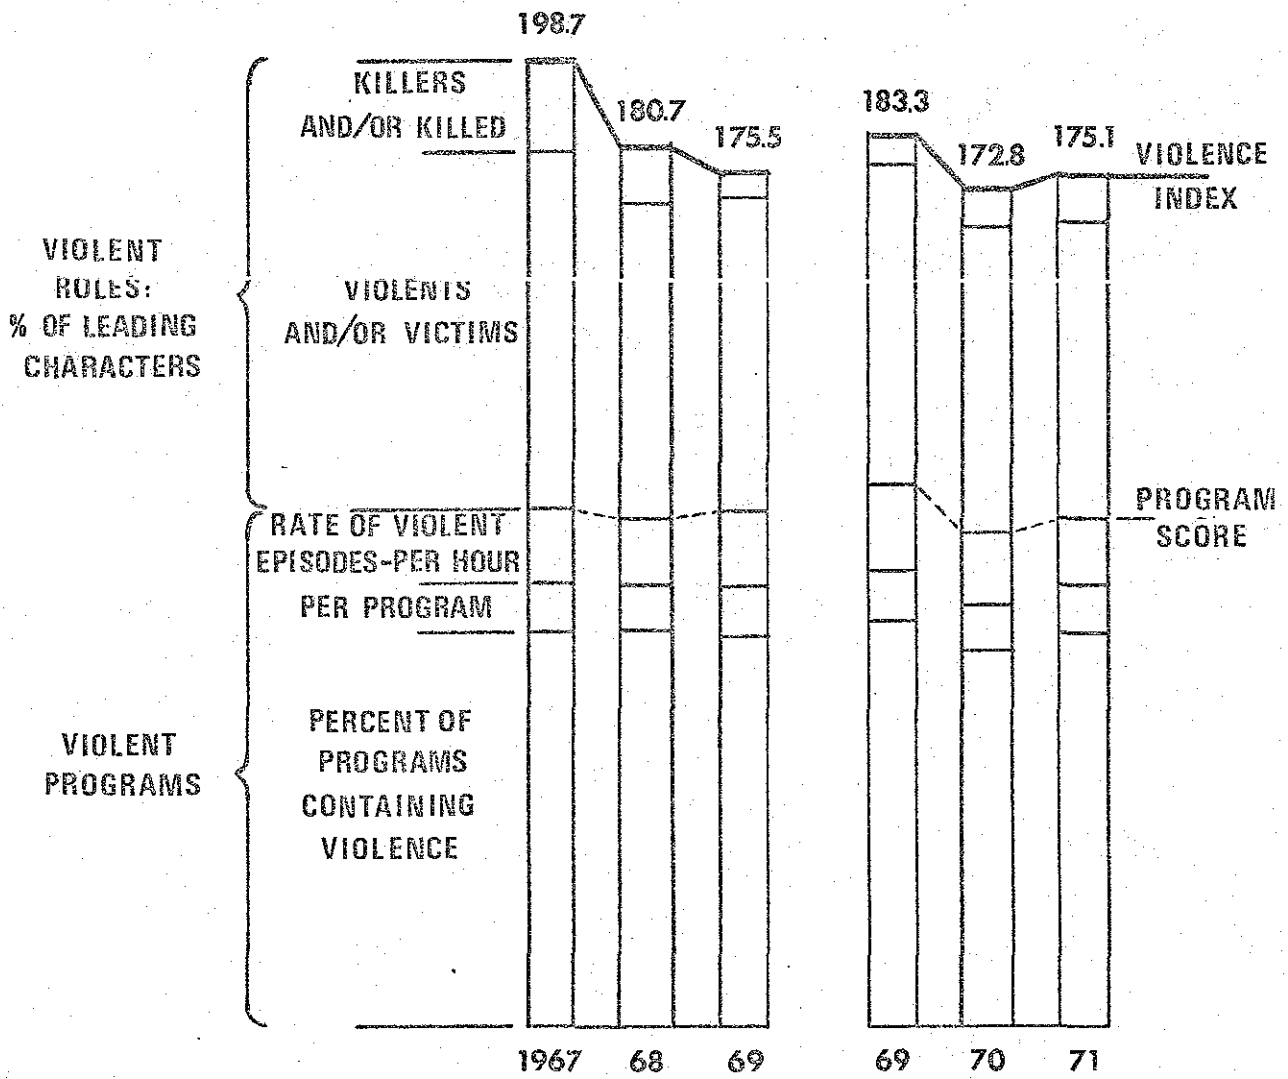 198.7
180.7
175.5
183.3
172.8
175.1
KILLERS
AND/OR KILLED
VIOLENCE
INDEX
VIOLENT
ROLES:
% OF LEADING
CHARACTERS
VIOLENTS
AND/OR VICTIMS
RATE OF VIOLENT
EPISODES-PER HOUR
PER PROGRAM
PROGRAM
SCORE
VIOLENT
PROGRAMS
PERCENT OF
PROGRAMS
CONTAINING
VIOLENCE
1967 68 69 69 70 71